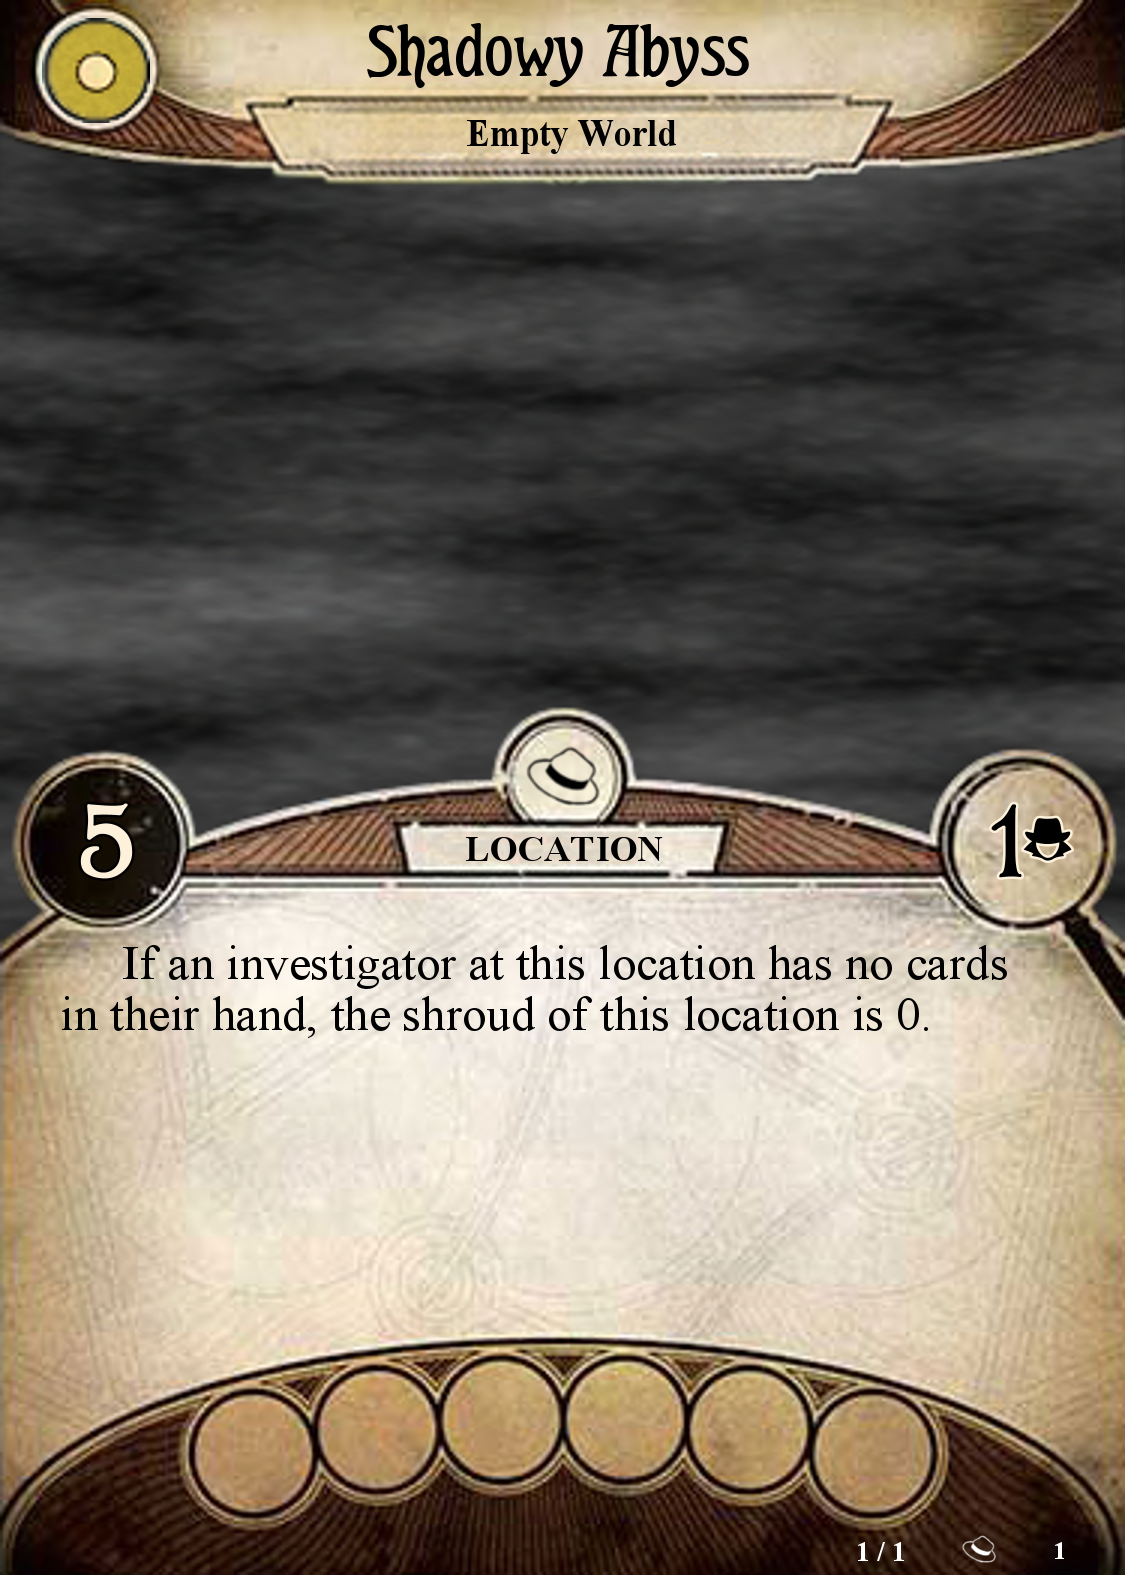 Shadowy Abyss
Empty World
5
LOCATION
1
If an investigator at this location has no cards
in their hand, the shroud of this location is 0.
1 / 1
1